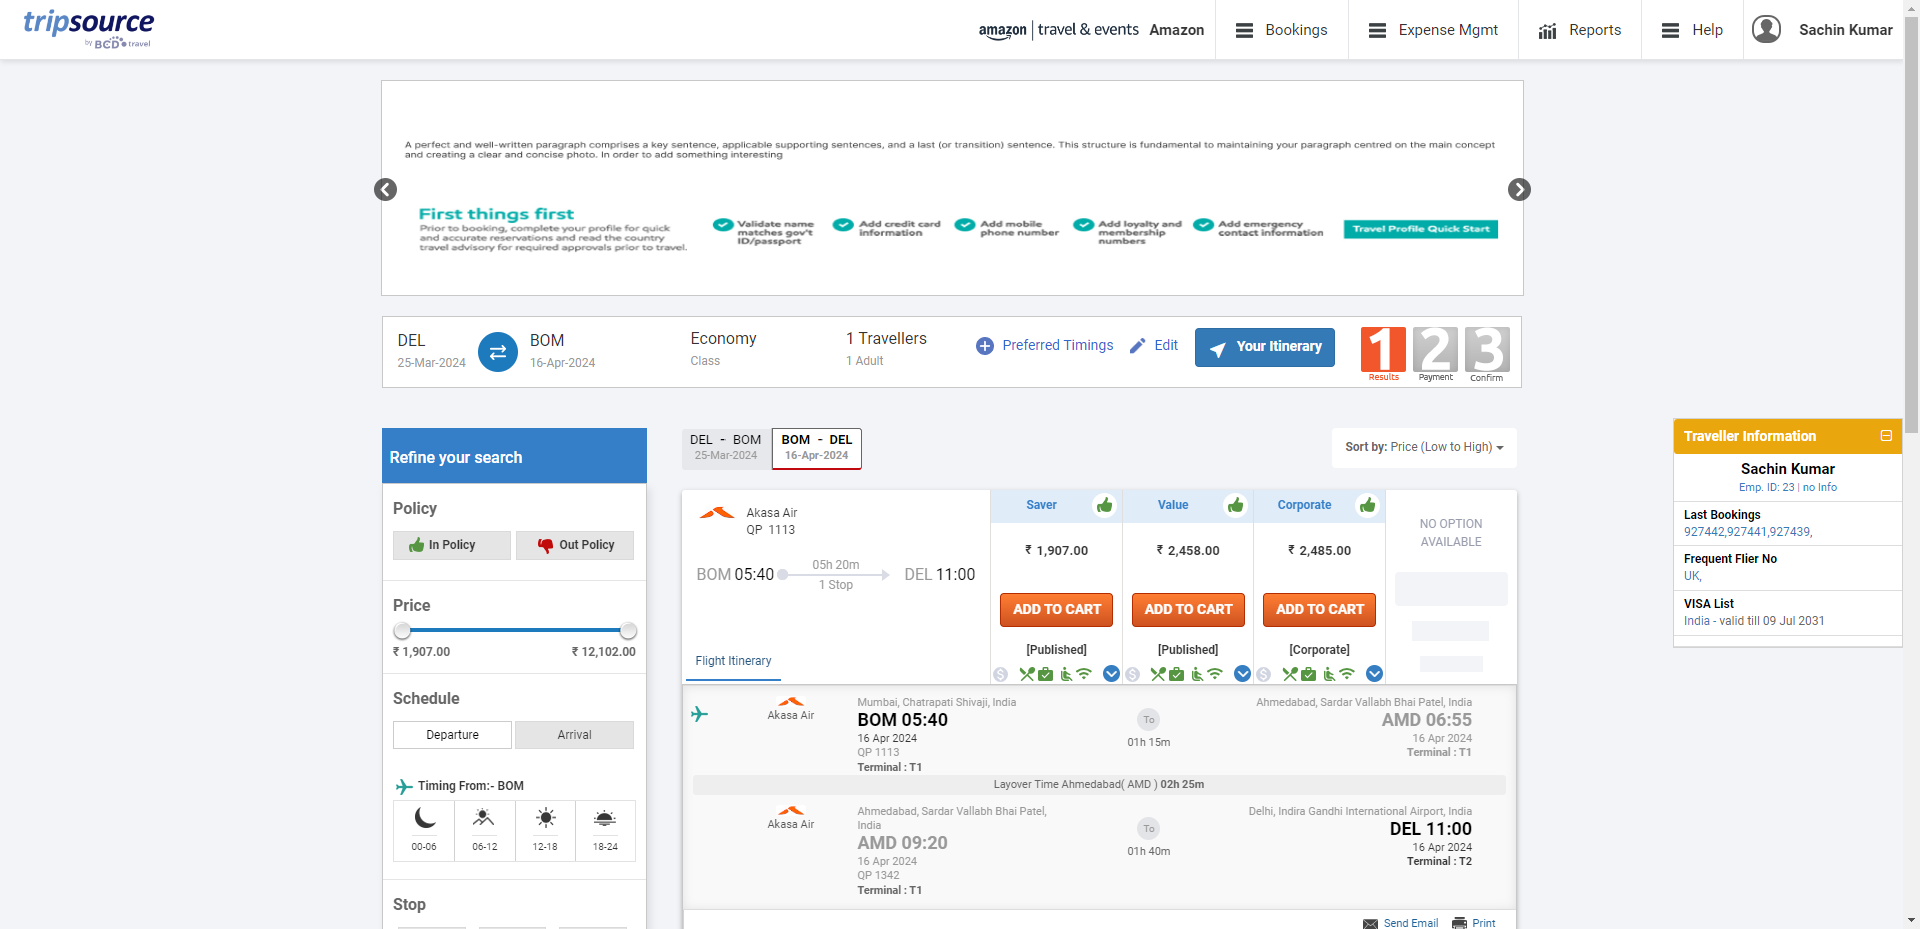 tripsource
by BCD travel
amazon travel & events Amazon
Bookings
Expense Mgmt
Reports
Help
Sachin Kumar
A perfect and well-written paragraph comprises a key sentence, applicable supporting sentences, and a last (or transition) sentence. This structure is fundamental to maintaining your paragraph centred on the main concept
and creating a clear and concise photo. In order to add something interesting
First things first
Prior to booking, complete your profile for quick
and accurate reservations and read the country
travel advisory for required approvals prior to travel.
Validate name
matches gov't
ID/passport
Add credit card
information
Add mobile
phone number
Add loyalty and
membership
numbers
Add emergency
contact information
Travel Profile Quick Start
DEL
25-Mar-2024
BOM
16-Apr-2024
Economy
Class
1 Travellers
1 Adult
Preferred Timings
Edit
Your Itinerary
1
Results
2
Payment
3
Confirm
Refine your search
Policy
In Policy
Out Policy
Price
₹ 1,907.00
₹ 12,102.00
Schedule
Departure
Arrival
Timing From:- BOM
00-06
06-12
12-18
18-24
Stop
DEL - BOM
25-Mar-2024
BOM - DEL
16-Apr-2024
Sort by: Price (Low to High)
Akasa Air
QP 1113
BOM 05:40
05h 20m
1 Stop
DEL 11:00
Flight Itinerary
Saver
₹ 1,907.00
ADD TO CART
[Published]
Value
₹ 2,458.00
ADD TO CART
[Published]
Corporate
₹ 2,485.00
ADD TO CART
[Corporate]
NO OPTION
AVAILABLE
Akasa Air
Mumbai, Chatrapati Shivaji, India
BOM 05:40
16 Apr 2024
QP 1113
Terminal : T1
To
01h 15m
Ahmedabad, Sardar Vallabh Bhai Patel, India
AMD 06:55
16 Apr 2024
Terminal : T1
Layover Time Ahmedabad( AMD ) 02h 25m
Akasa Air
Ahmedabad, Sardar Vallabh Bhai Patel,
India
AMD 09:20
16 Apr 2024
QP 1342
Terminal : T1
To
01h 40m
Delhi, Indira Gandhi International Airport, India
DEL 11:00
16 Apr 2024
Terminal : T2
Send Email
Print
Traveller Information
Sachin Kumar
Emp. ID: 23 | no Info
Last Bookings
927442,927441,927439,
Frequent Flier No
UK,
VISA List
India - valid till 09 Jul 2031